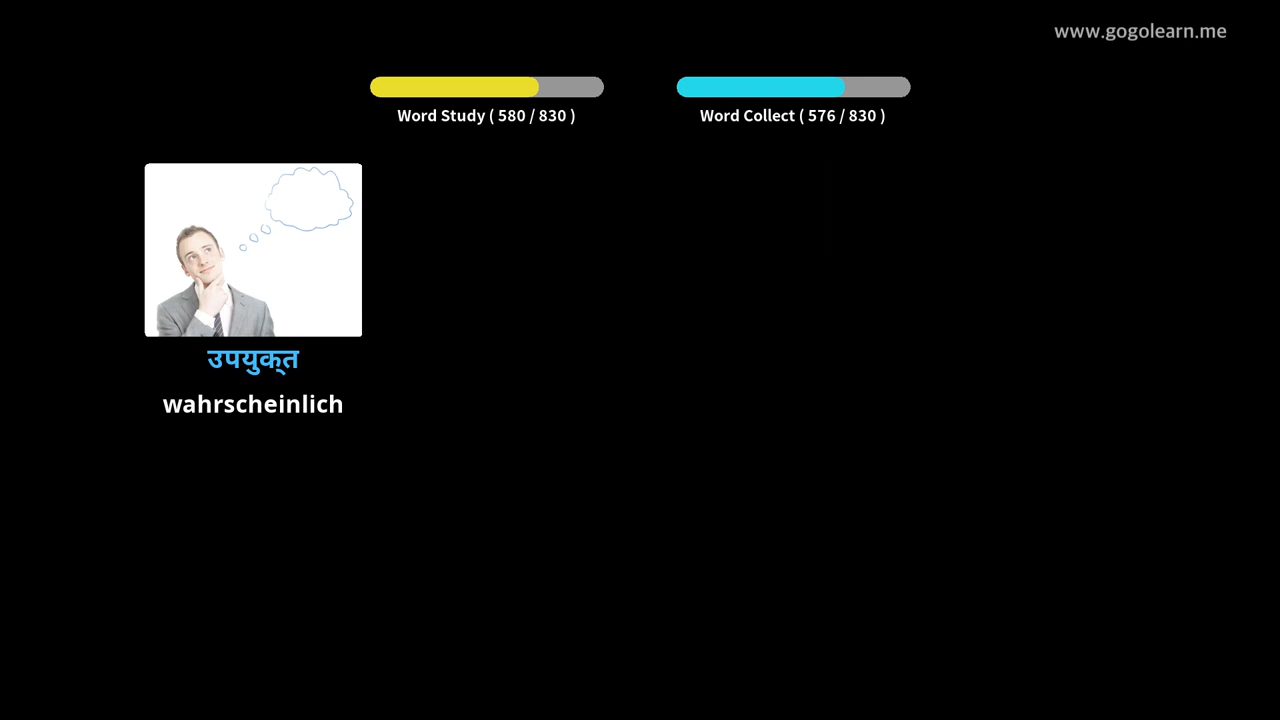 www.gogolearn.me
Word Study ( 580 / 830 )
Word Collect ( 576 / 830 )
उपयुक्त
wahrscheinlich